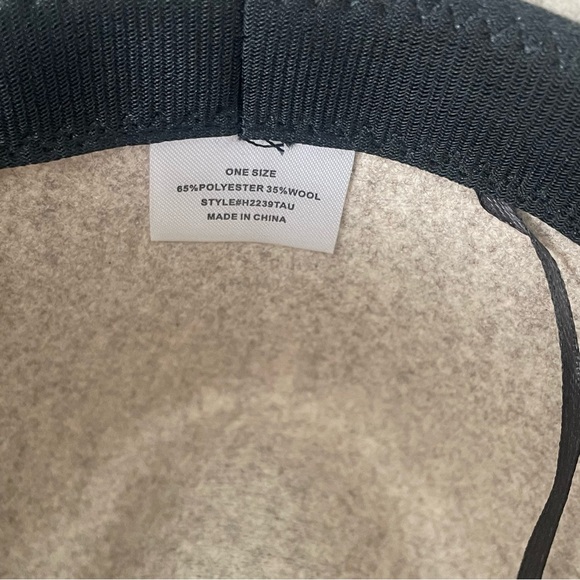 ONE SIZE
65%POLYESTER 35%WOOL
STYLE#H2239TAU
MADE IN CHINA